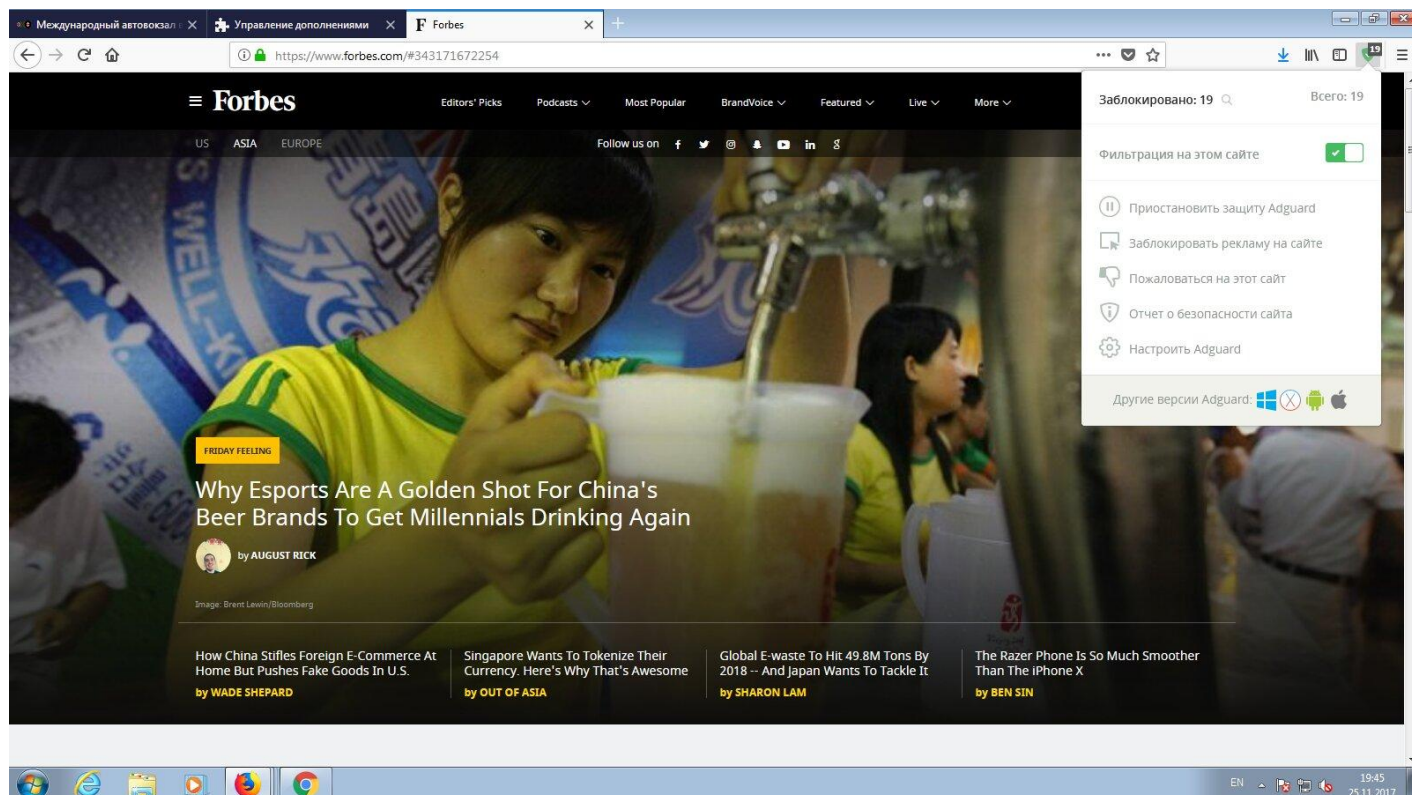 Международный автовокзал
Управление дополнениями
F Forbes
https://www.forbes.com/#343171672254
19
Forbes
Editors' Picks
Podcasts
Most Popular
BrandVoice
Featured
Live
More
US ASIA EUROPE
Follow us on
Заблокировано: 19
Всего: 19
Фильтрация на этом сайте
Приостановить защиту Adguard
Заблокировать рекламу на сайте
Пожаловаться на этот сайт
Отчет о безопасности сайта
Настроить Adguard
Другие версии Adguard:
FRIDAY FEELING
Why Esports Are A Golden Shot For China's
Beer Brands To Get Millennials Drinking Again
by AUGUST RICK
Image: Brent Lewin/Bloomberg
How China Stifles Foreign E-Commerce At
Home But Pushes Fake Goods In U.S.
by WADE SHEPARD
Singapore Wants To Tokenize Their
Currency. Here's Why That's Awesome
by OUT OF ASIA
Global E-waste To Hit 49.8M Tons By
2018 -- And Japan Wants To Tackle It
by SHARON LAM
The Razer Phone Is So Much Smoother
Than The iPhone X
by BEN SIN
EN
19:45
25.11.2017